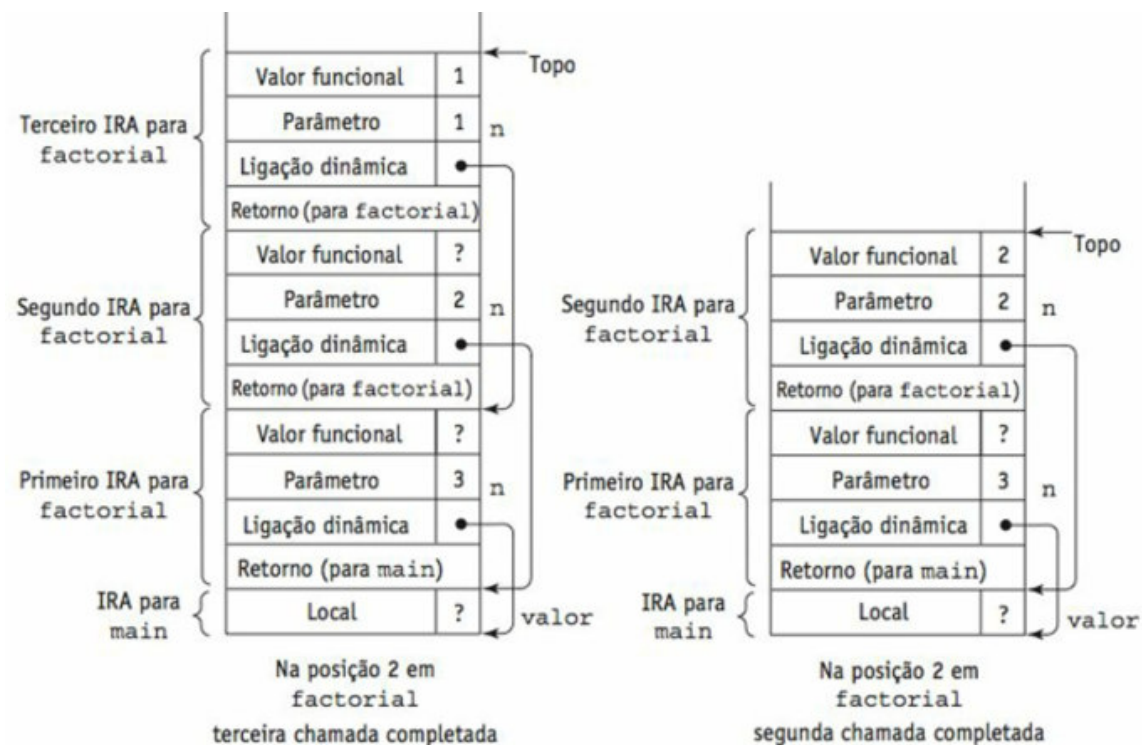 Topo
Valor funcional 1
Terceiro IRA para
factorial
Parâmetro 1 n
Ligação dinâmica
Retorno (para factorial)
Valor funcional ?
Segundo IRA para
factorial
Parâmetro 2 n
Ligação dinâmica
Retorno (para factorial)
Valor funcional ?
Primeiro IRA para
factorial
Parâmetro 3 n
Ligação dinâmica
Retorno (para main)
IRA para
main
Local ? valor
Na posição 2 em
factorial
terceira chamada completada
Topo
Valor funcional 2
Segundo IRA para
factorial
Parâmetro 2 n
Ligação dinâmica
Retorno (para factorial)
Valor funcional ?
Primeiro IRA para
factorial
Parâmetro 3 n
Ligação dinâmica
Retorno (para main)
IRA para
main
Local ? valor
Na posição 2 em
factorial
segunda chamada completada